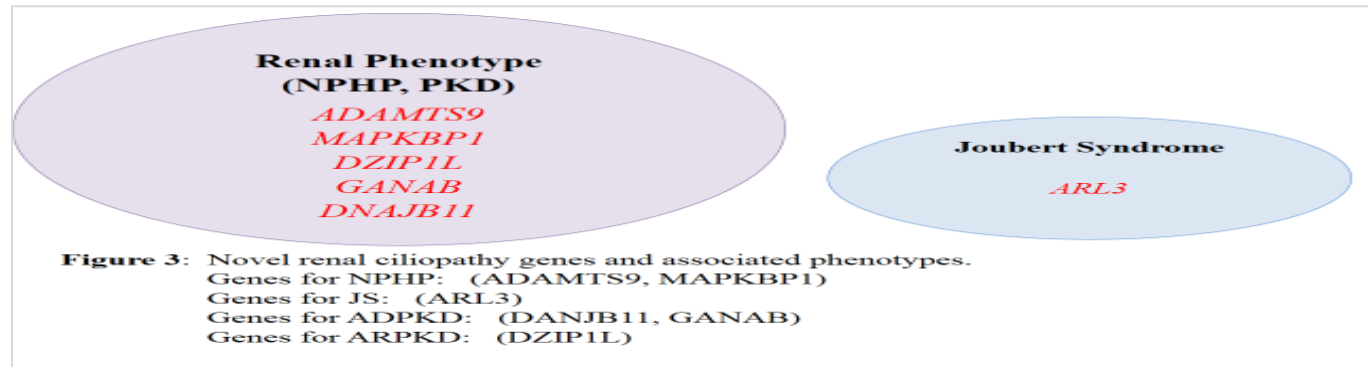 Renal Phenotype
(NPHP, PKD)
ADAMTS9
MAPKBP1
DZIP1L
GANAB
DNAJB11
Joubert Syndrome
ARL3
Figure 3: Novel renal ciliopathy genes and associated phenotypes.
Genes for NPHP: (ADAMTS9, MAPKBP1)
Genes for JS: (ARL3)
Genes for ADPKD: (DANJB11, GANAB)
Genes for ARPKD: (DZIP1L)